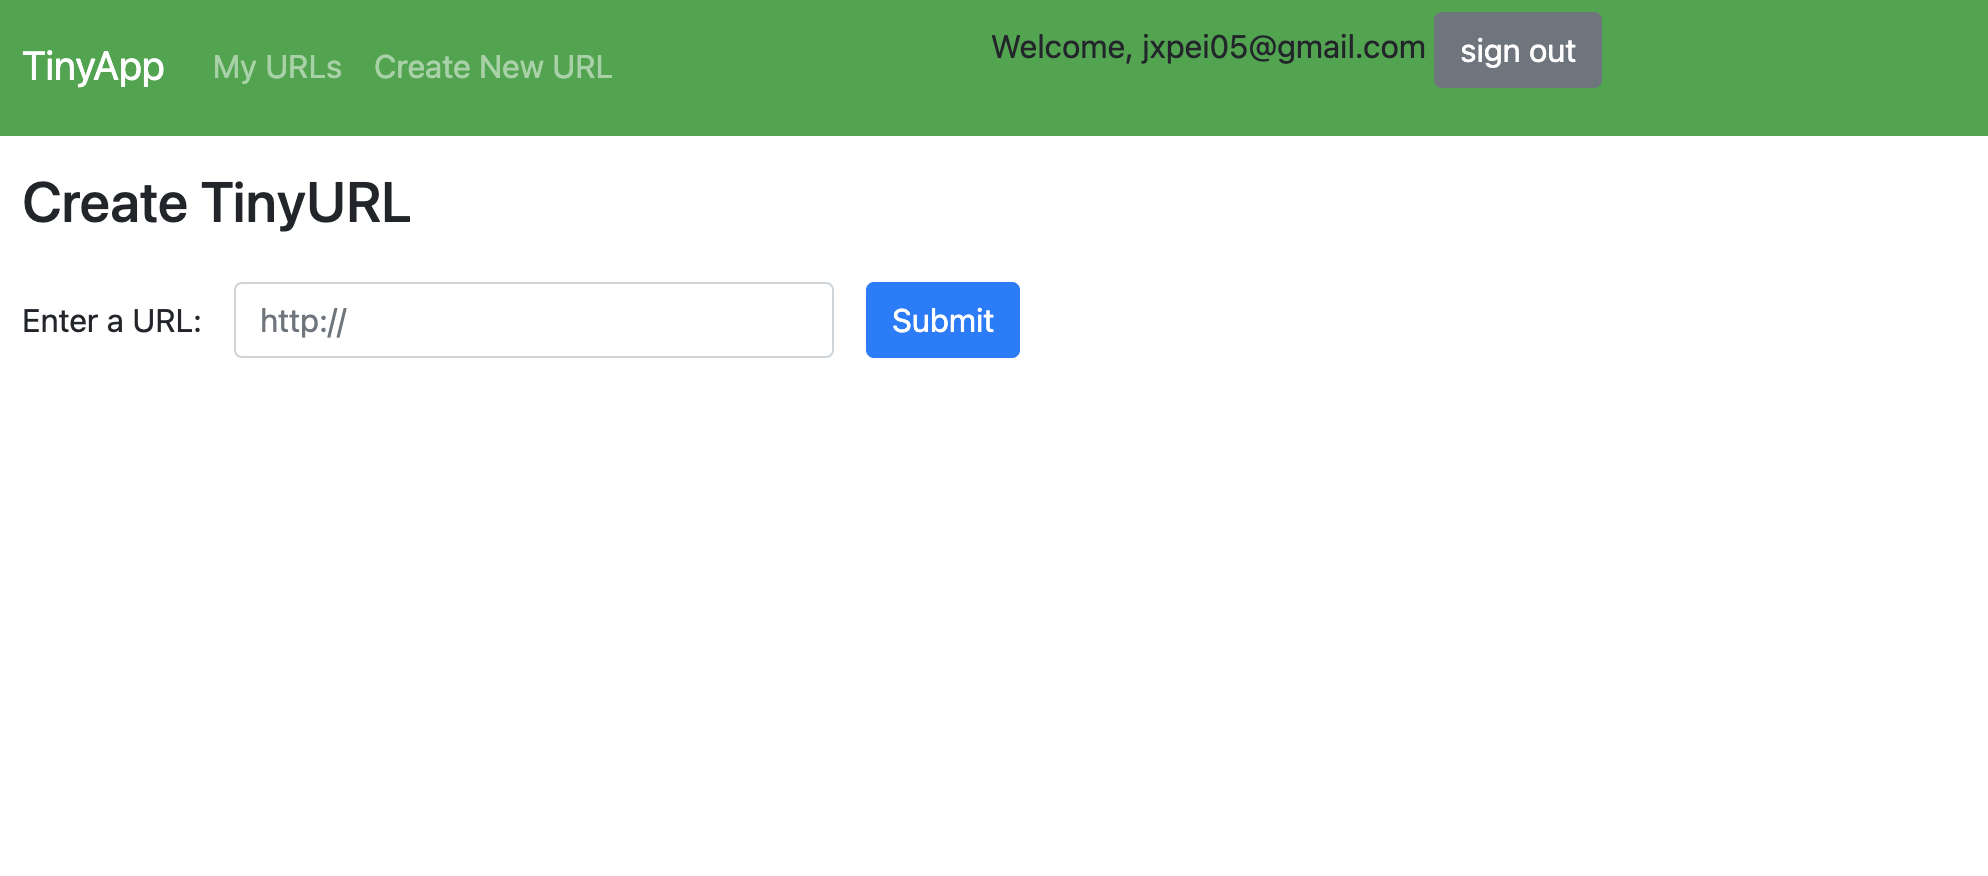 TinyApp My URLs Create New URL Welcome, jxpei05@gmail.com sign out
Create TinyURL
Enter a URL: http:// Submit